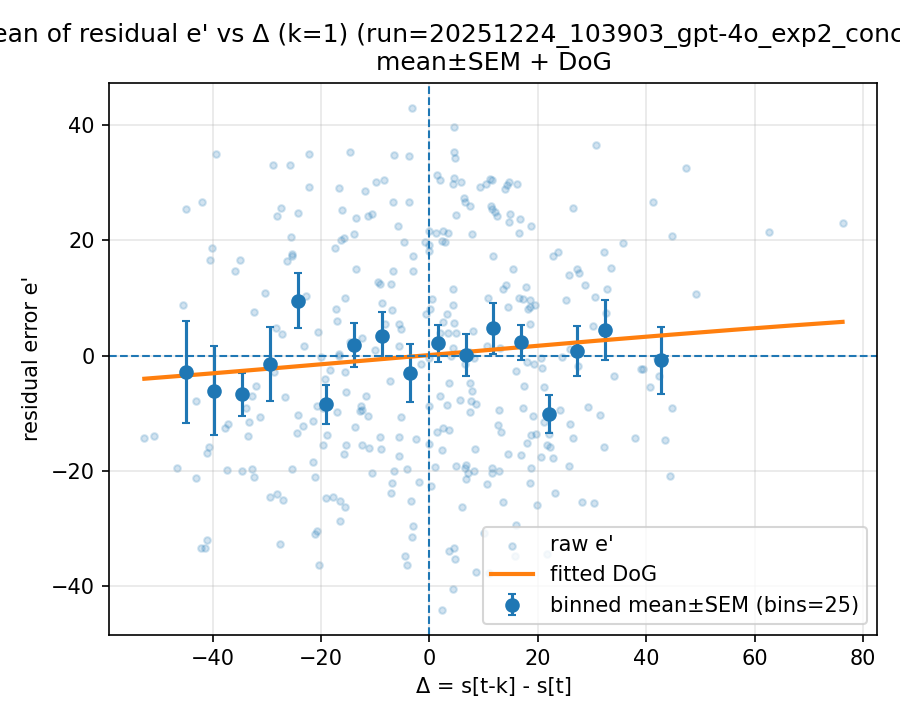 ean of residual e' vs Δ (k=1) (run=20251224_103903_gpt-4o_exp2_conc
mean±SEM + DoG
residual error e'
40
20
0
−20
−40
raw e'
fitted DoG
binned mean±SEM (bins=25)
−40 −20 0 20 40 60 80
Δ = s[t-k] - s[t]